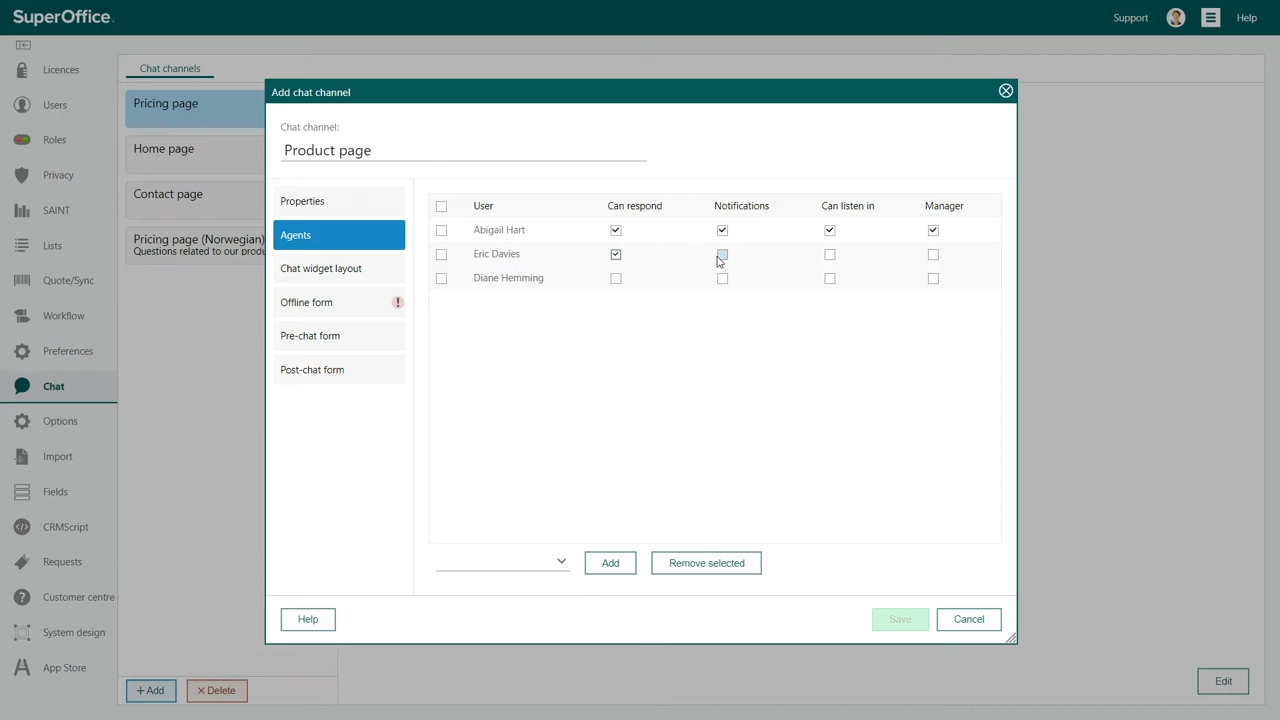 SuperOffice.
Support
Help
Licences
Users
Roles
Privacy
SAINT
Lists
Quote/Sync
Workflow
Preferences
Chat
Options
Import
Fields
CRMScript
Requests
Customer centre
System design
App Store
Chat channels
Pricing page
Home page
Contact page
Pricing page (Norwegian)
Questions related to our
+ Add
× Delete
Add chat channel
Chat channel:
Product page
Properties
Agents
Chat widget layout
Offline form !
Pre-chat form
Post-chat form
User Can respond Notifications Can listen in Manager
Abigail Hart
Eric Davies
Diane Hemming
Add
Remove selected
Help
Save
Cancel
Edit